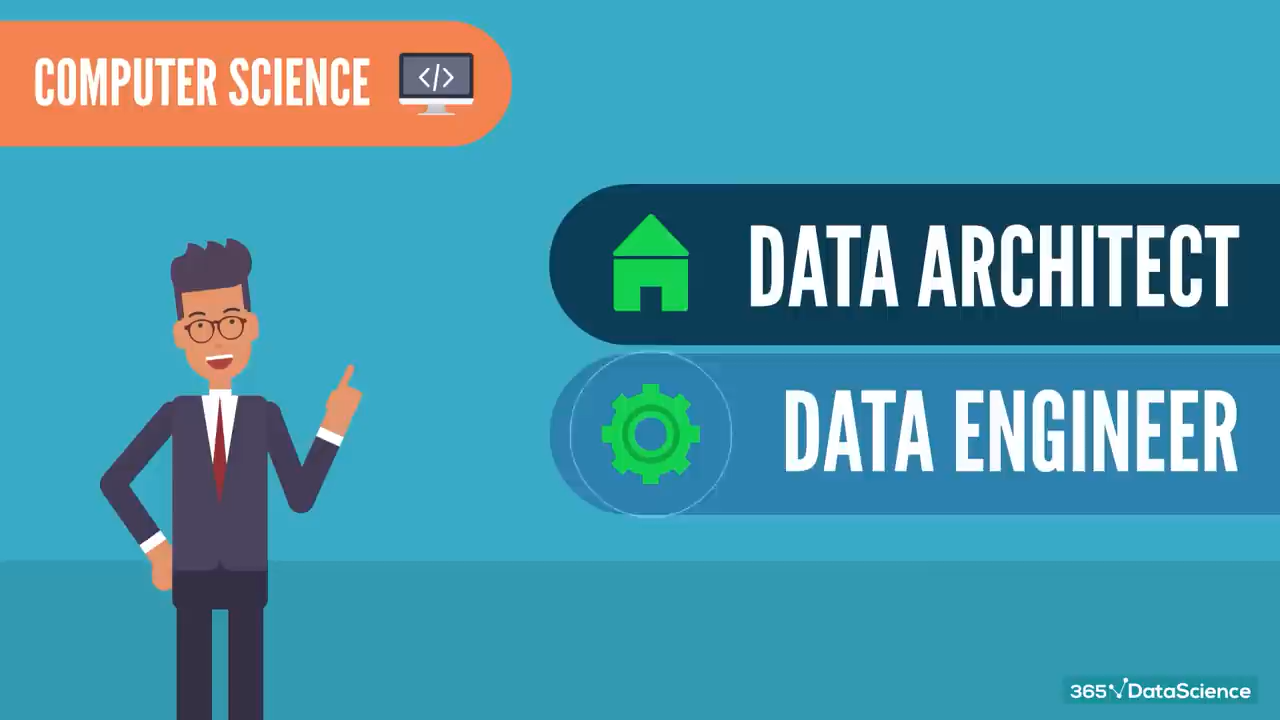 COMPUTER SCIENCE </>
DATA ARCHITECT
DATA ENGINEER
365 DataScience